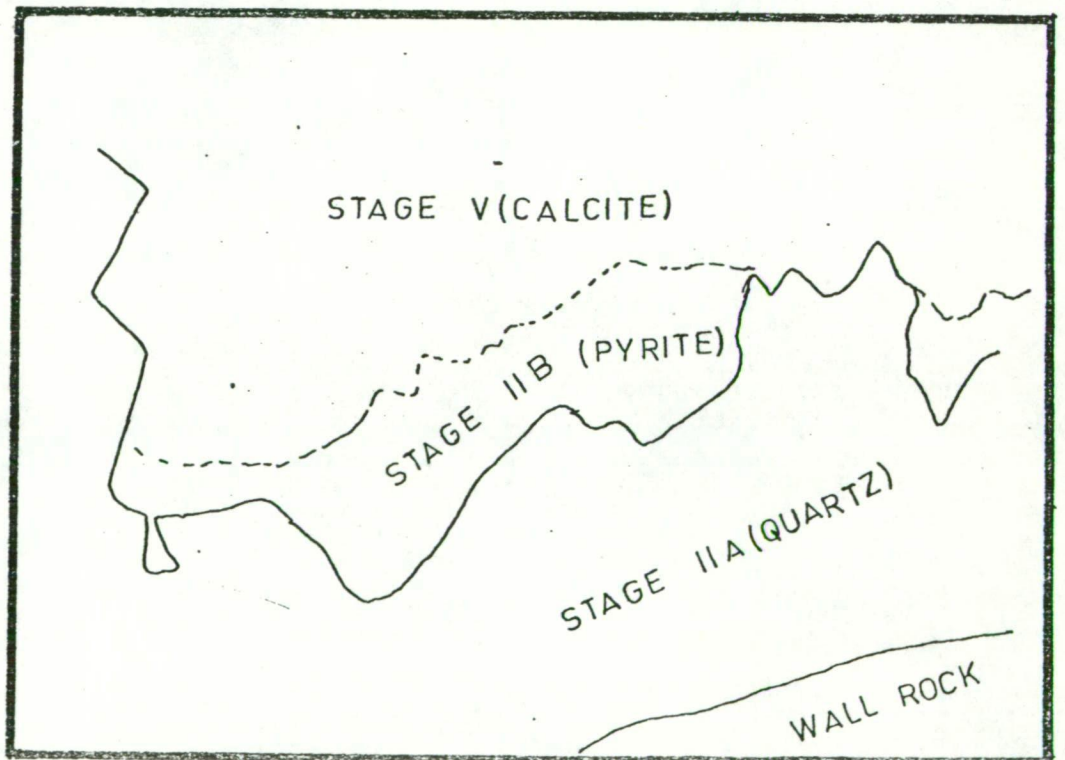 STAGE V (CALCITE)
STAGE IIB (PYRITE)
STAGE IIA (QUARTZ)
WALL ROCK